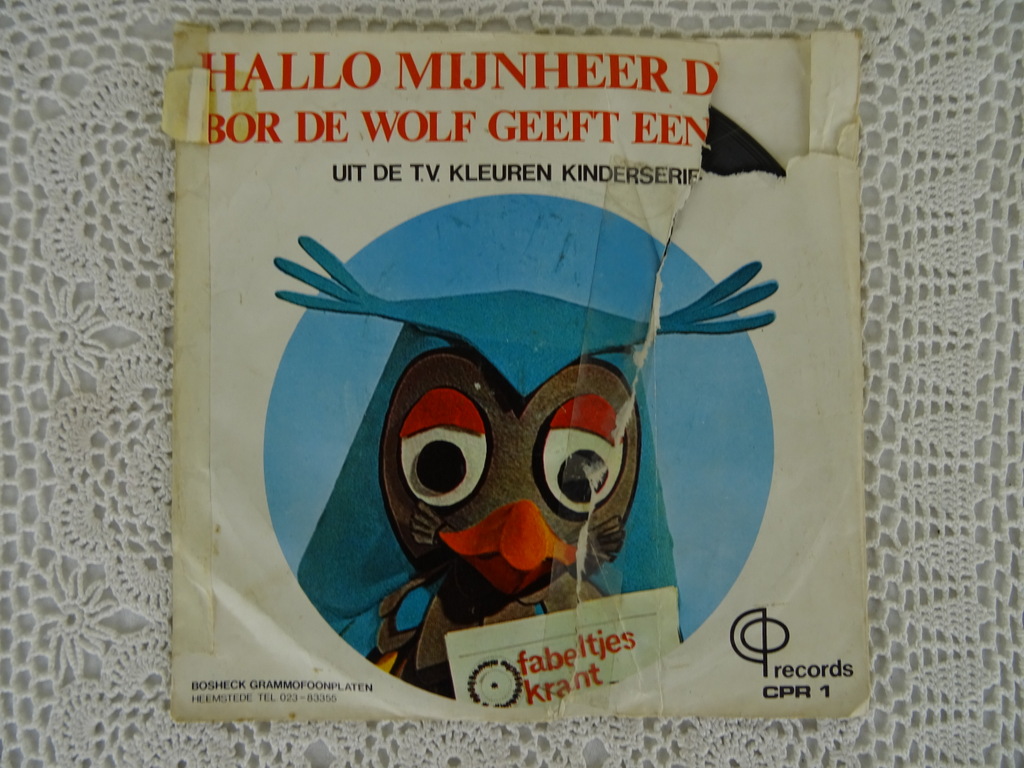 HALLO MIJNHEER D
BOR DE WOLF GEEFT EEN
UIT DE T.V. KLEUREN KINDERSERIE
fabeltjes
krant
records
CPR 1
BOSHECK GRAMMOFOONPLATEN
HEEMSTEDE TEL. 023-83355